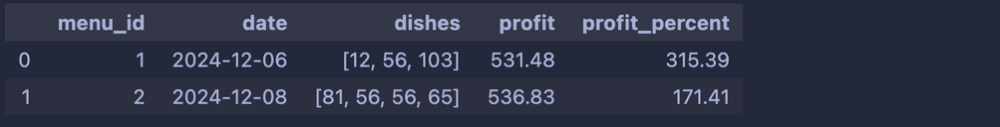 menu_id date dishes profit profit_percent
0 1 2024-12-06 [12, 56, 103] 531.48 315.39
1 2 2024-12-08 [81, 56, 56, 65] 536.83 171.41